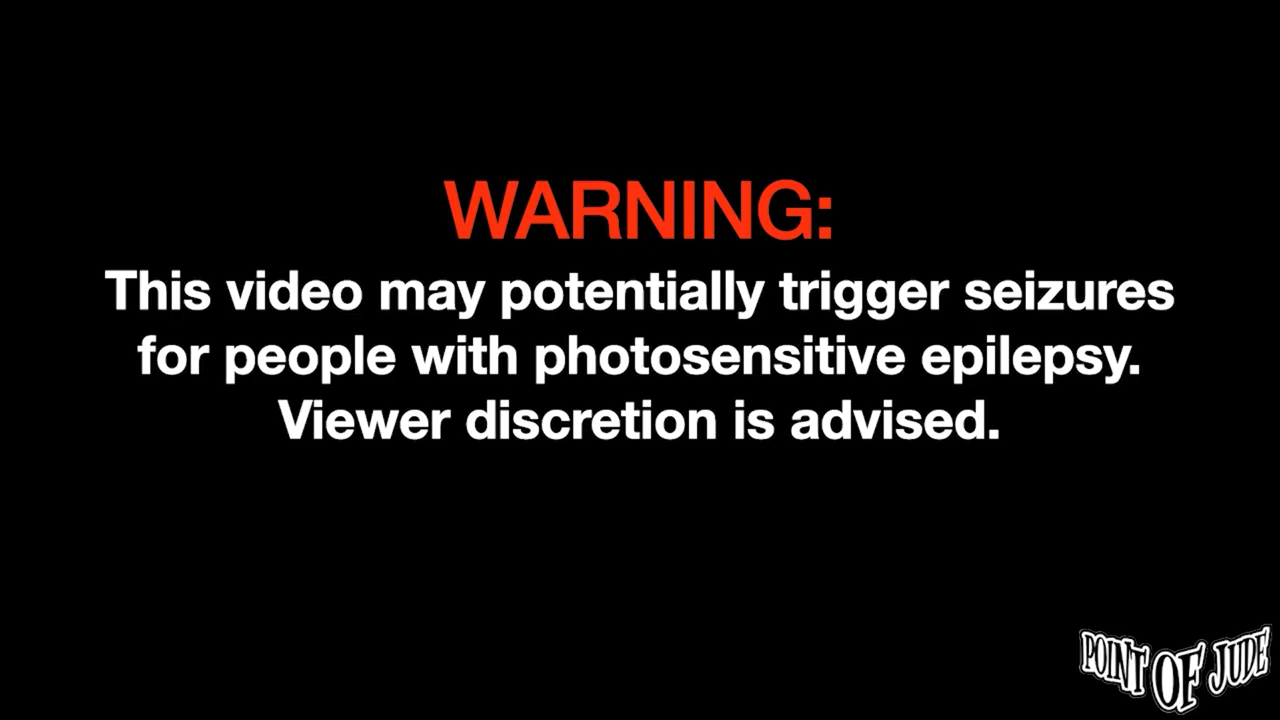 WARNING:
This video may potentially trigger seizures
for people with photosensitive epilepsy.
Viewer discretion is advised.
POINT OF JUDE